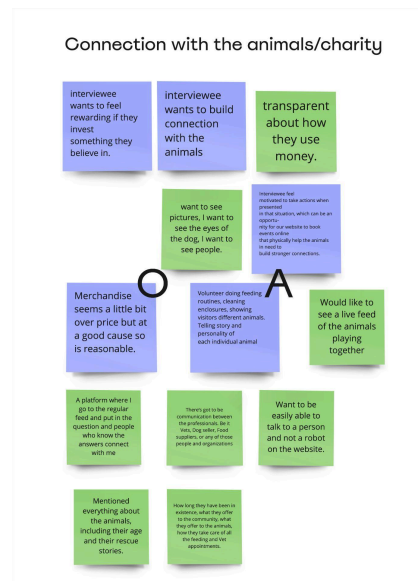 Connection with the animals/charity
interviewee
wants to feel
rewarding if they
invest
something they
believe in.
interviewee
wants to build
connection
with the
animals
transparent
about how
they use
money.
want to see
pictures, I want to
see the eyes of
the dog, I want to
see people.
Interviewee feel
motivated to take actions when
presented
in that situation, which can be an
opportu-
nity for our website to book
events online
that physically help the animals
in need to
build stronger connections.
O
A
Merchandise
seems a little bit
over price but at
a good cause so
is reasonable.
Volunteer doing feeding
routines, cleaning
enclosures, showing
visitors different animals.
Telling story and
personality of
each individual animal
Would like to
see a live feed
of the animals
playing
together
A platform where I
go to the regular
feed and put in the
question and people
who know the
answers connect
with me
There's got to be
communication between
the professionals. Be it
Vets, Dog seller, Food
suppliers, or any of those
people and organizations
Want to be
easily able to
talk to a person
and not a robot
on the website.
Mentioned
everything about
the animals,
including their age
and their rescue
stories.
How long they have been in
existence, what they offer
to the community, what
they offer to the animals,
how they take care of all
the feeding and Vet
appointments.